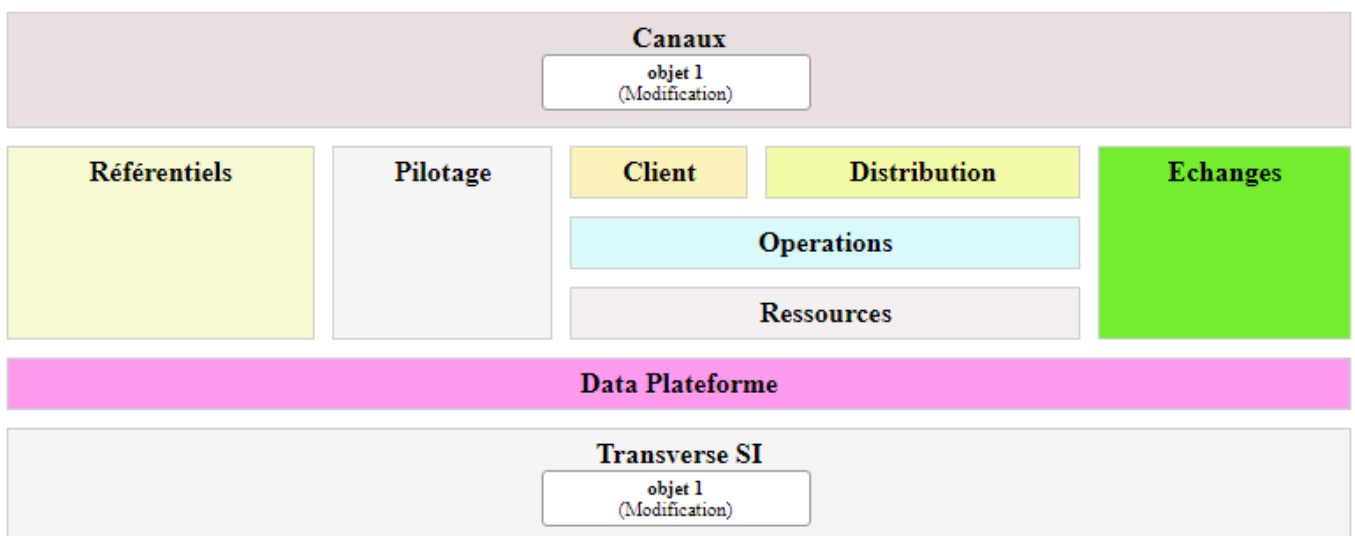 Canaux
objet 1
(Modification)
Référentiels
Pilotage
Client
Distribution
Echanges
Operations
Ressources
Data Plateforme
Transverse SI
objet 1
(Modification)